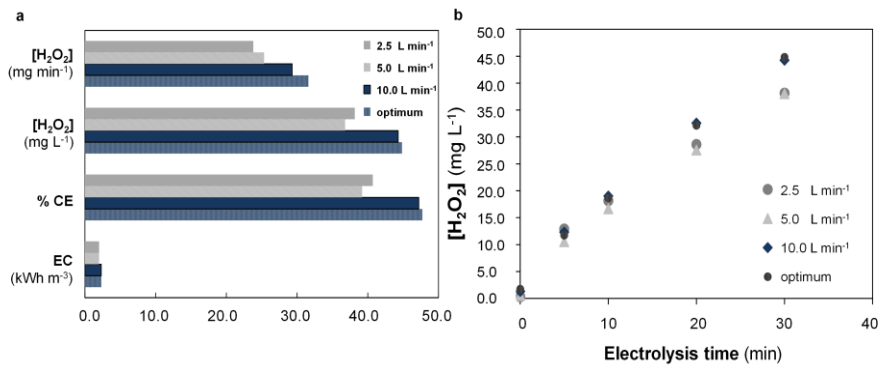 a
[H₂O₂]
(mg min⁻¹)
[H₂O₂]
(mg L⁻¹)
% CE
EC
(kWh m⁻³)
2.5 L min⁻¹
5.0 L min⁻¹
10.0 L min⁻¹
optimum
0.0 10.0 20.0 30.0 40.0 50.0
b
[H₂O₂] (mg L⁻¹)
50.0
45.0
40.0
35.0
30.0
25.0
20.0
15.0
10.0
5.0
0.0
2.5 L min⁻¹
5.0 L min⁻¹
10.0 L min⁻¹
optimum
0 10 20 30 40
Electrolysis time (min)